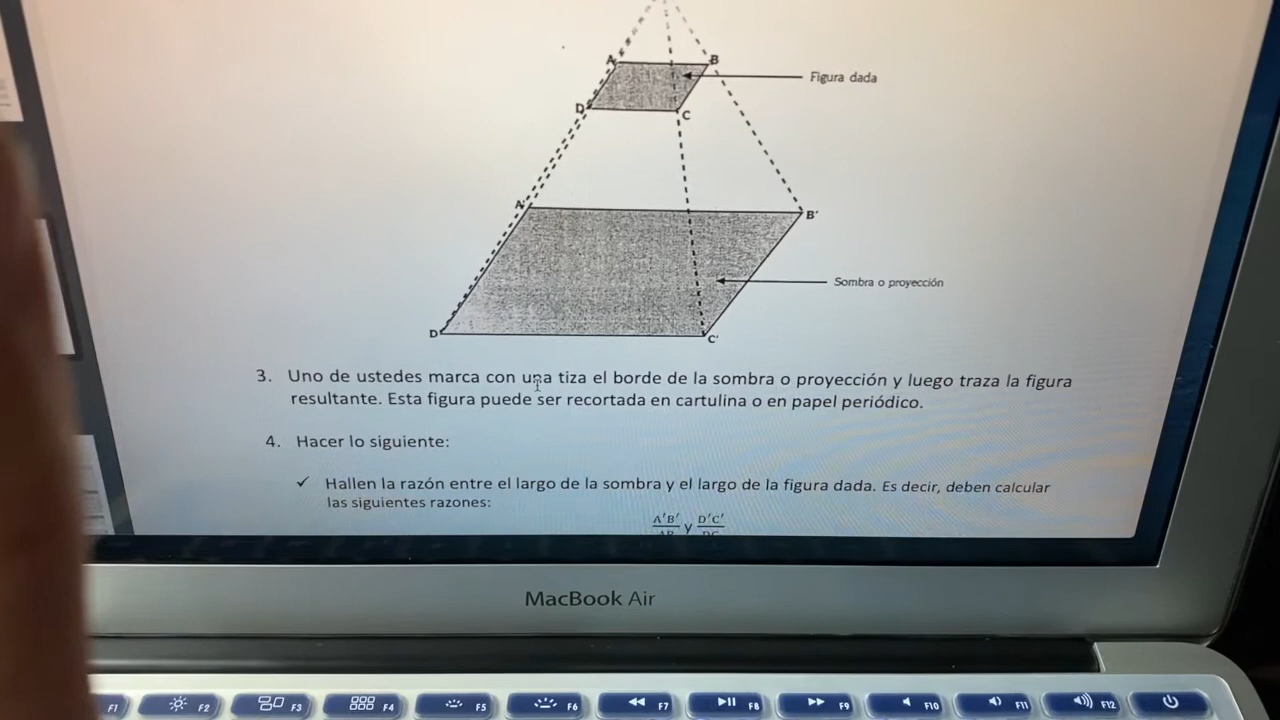 A
B
Figura dada
D
C
A'
B'
Sombra o proyección
D'
C'
3. Uno de ustedes marca con una tiza el borde de la sombra o proyección y luego traza la figura
resultante. Esta figura puede ser recortada en cartulina o en papel periódico.
4. Hacer lo siguiente:
✓ Hallen la razón entre el largo de la sombra y el largo de la figura dada. Es decir, deben calcular
las siguientes razones:
A'B' y D'C'
MacBook Air
F1 F2 F3 F4 F5 F6 F7 F8 F9 F10 F11 F12